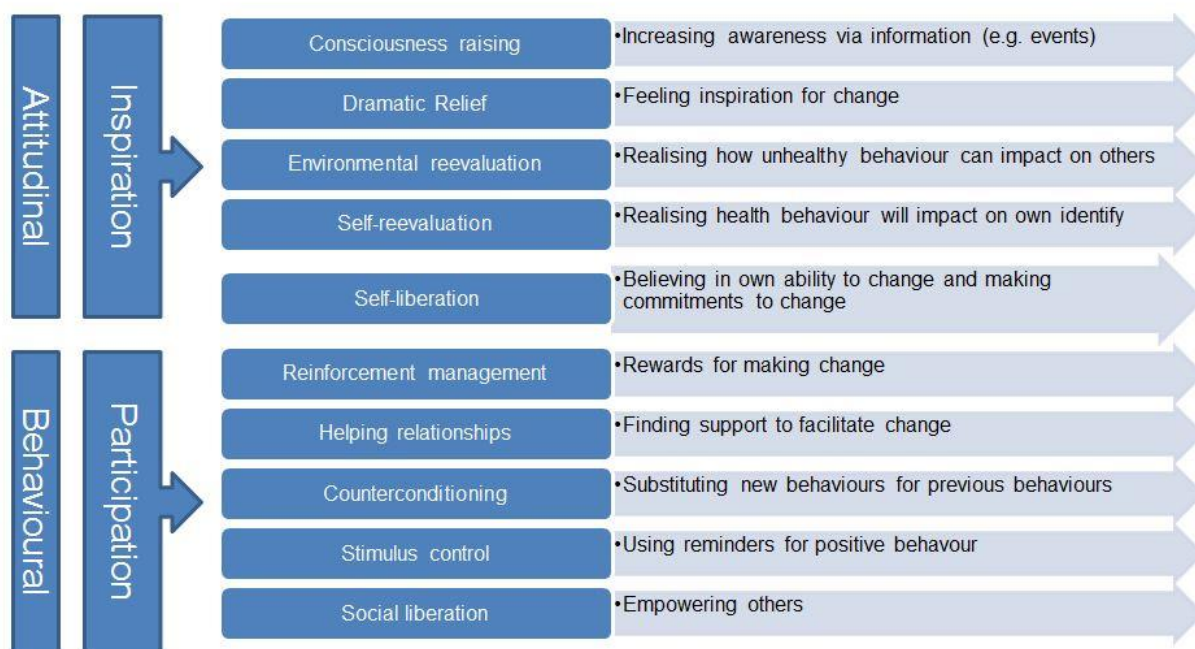 Attitudinal
Inspiration
Consciousness raising
•Increasing awareness via information (e.g. events)
Dramatic Relief
•Feeling inspiration for change
Environmental reevaluation
•Realising how unhealthy behaviour can impact on others
Self-reevaluation
•Realising health behaviour will impact on own identify
Self-liberation
•Believing in own ability to change and making
commitments to change
Behavioural
Participation
Reinforcement management
•Rewards for making change
Helping relationships
•Finding support to facilitate change
Counterconditioning
•Substituting new behaviours for previous behaviours
Stimulus control
•Using reminders for positive behavour
Social liberation
•Empowering others